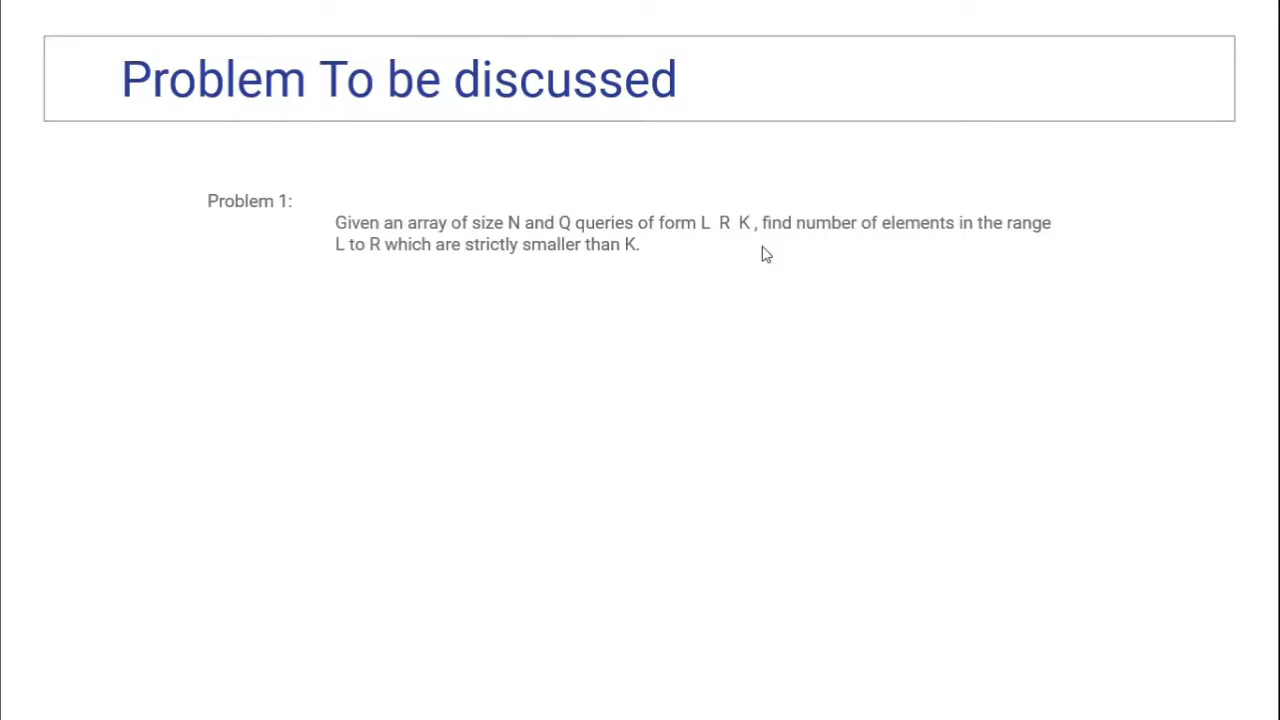 Problem To be discussed
Problem 1:
Given an array of size N and Q queries of form L R K , find number of elements in the range
L to R which are strictly smaller than K.